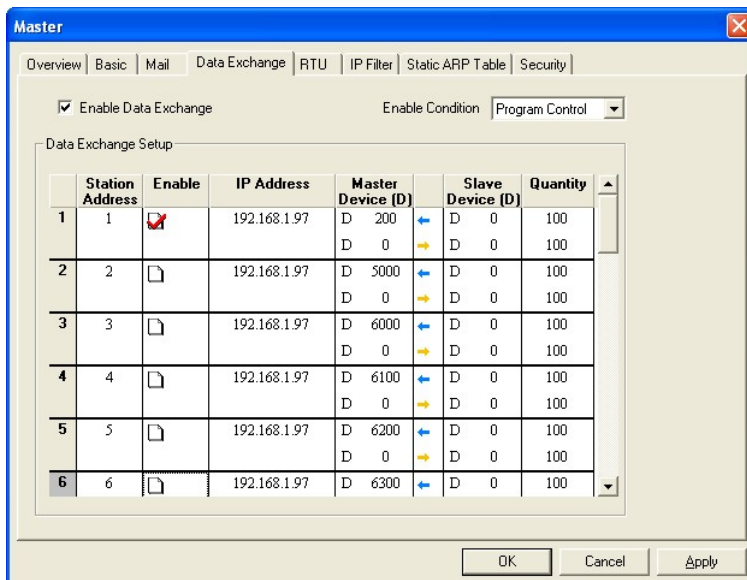 Master
Overview Basic Mail Data Exchange RTU IP Filter Static ARP Table Security
Enable Data Exchange Enable Condition Program Control
Data Exchange Setup
Station Address Enable IP Address Master Device (D) Slave Device (D) Quantity
1 1 192.168.1.97 D 200 D 0 100
D 0 D 0 100
2 2 192.168.1.97 D 5000 D 0 100
D 0 D 0 100
3 3 192.168.1.97 D 6000 D 0 100
D 0 D 0 100
4 4 192.168.1.97 D 6100 D 0 100
D 0 D 0 100
5 5 192.168.1.97 D 6200 D 0 100
D 0 D 0 100
6 6 192.168.1.97 D 6300 D 0 100
OK Cancel Apply